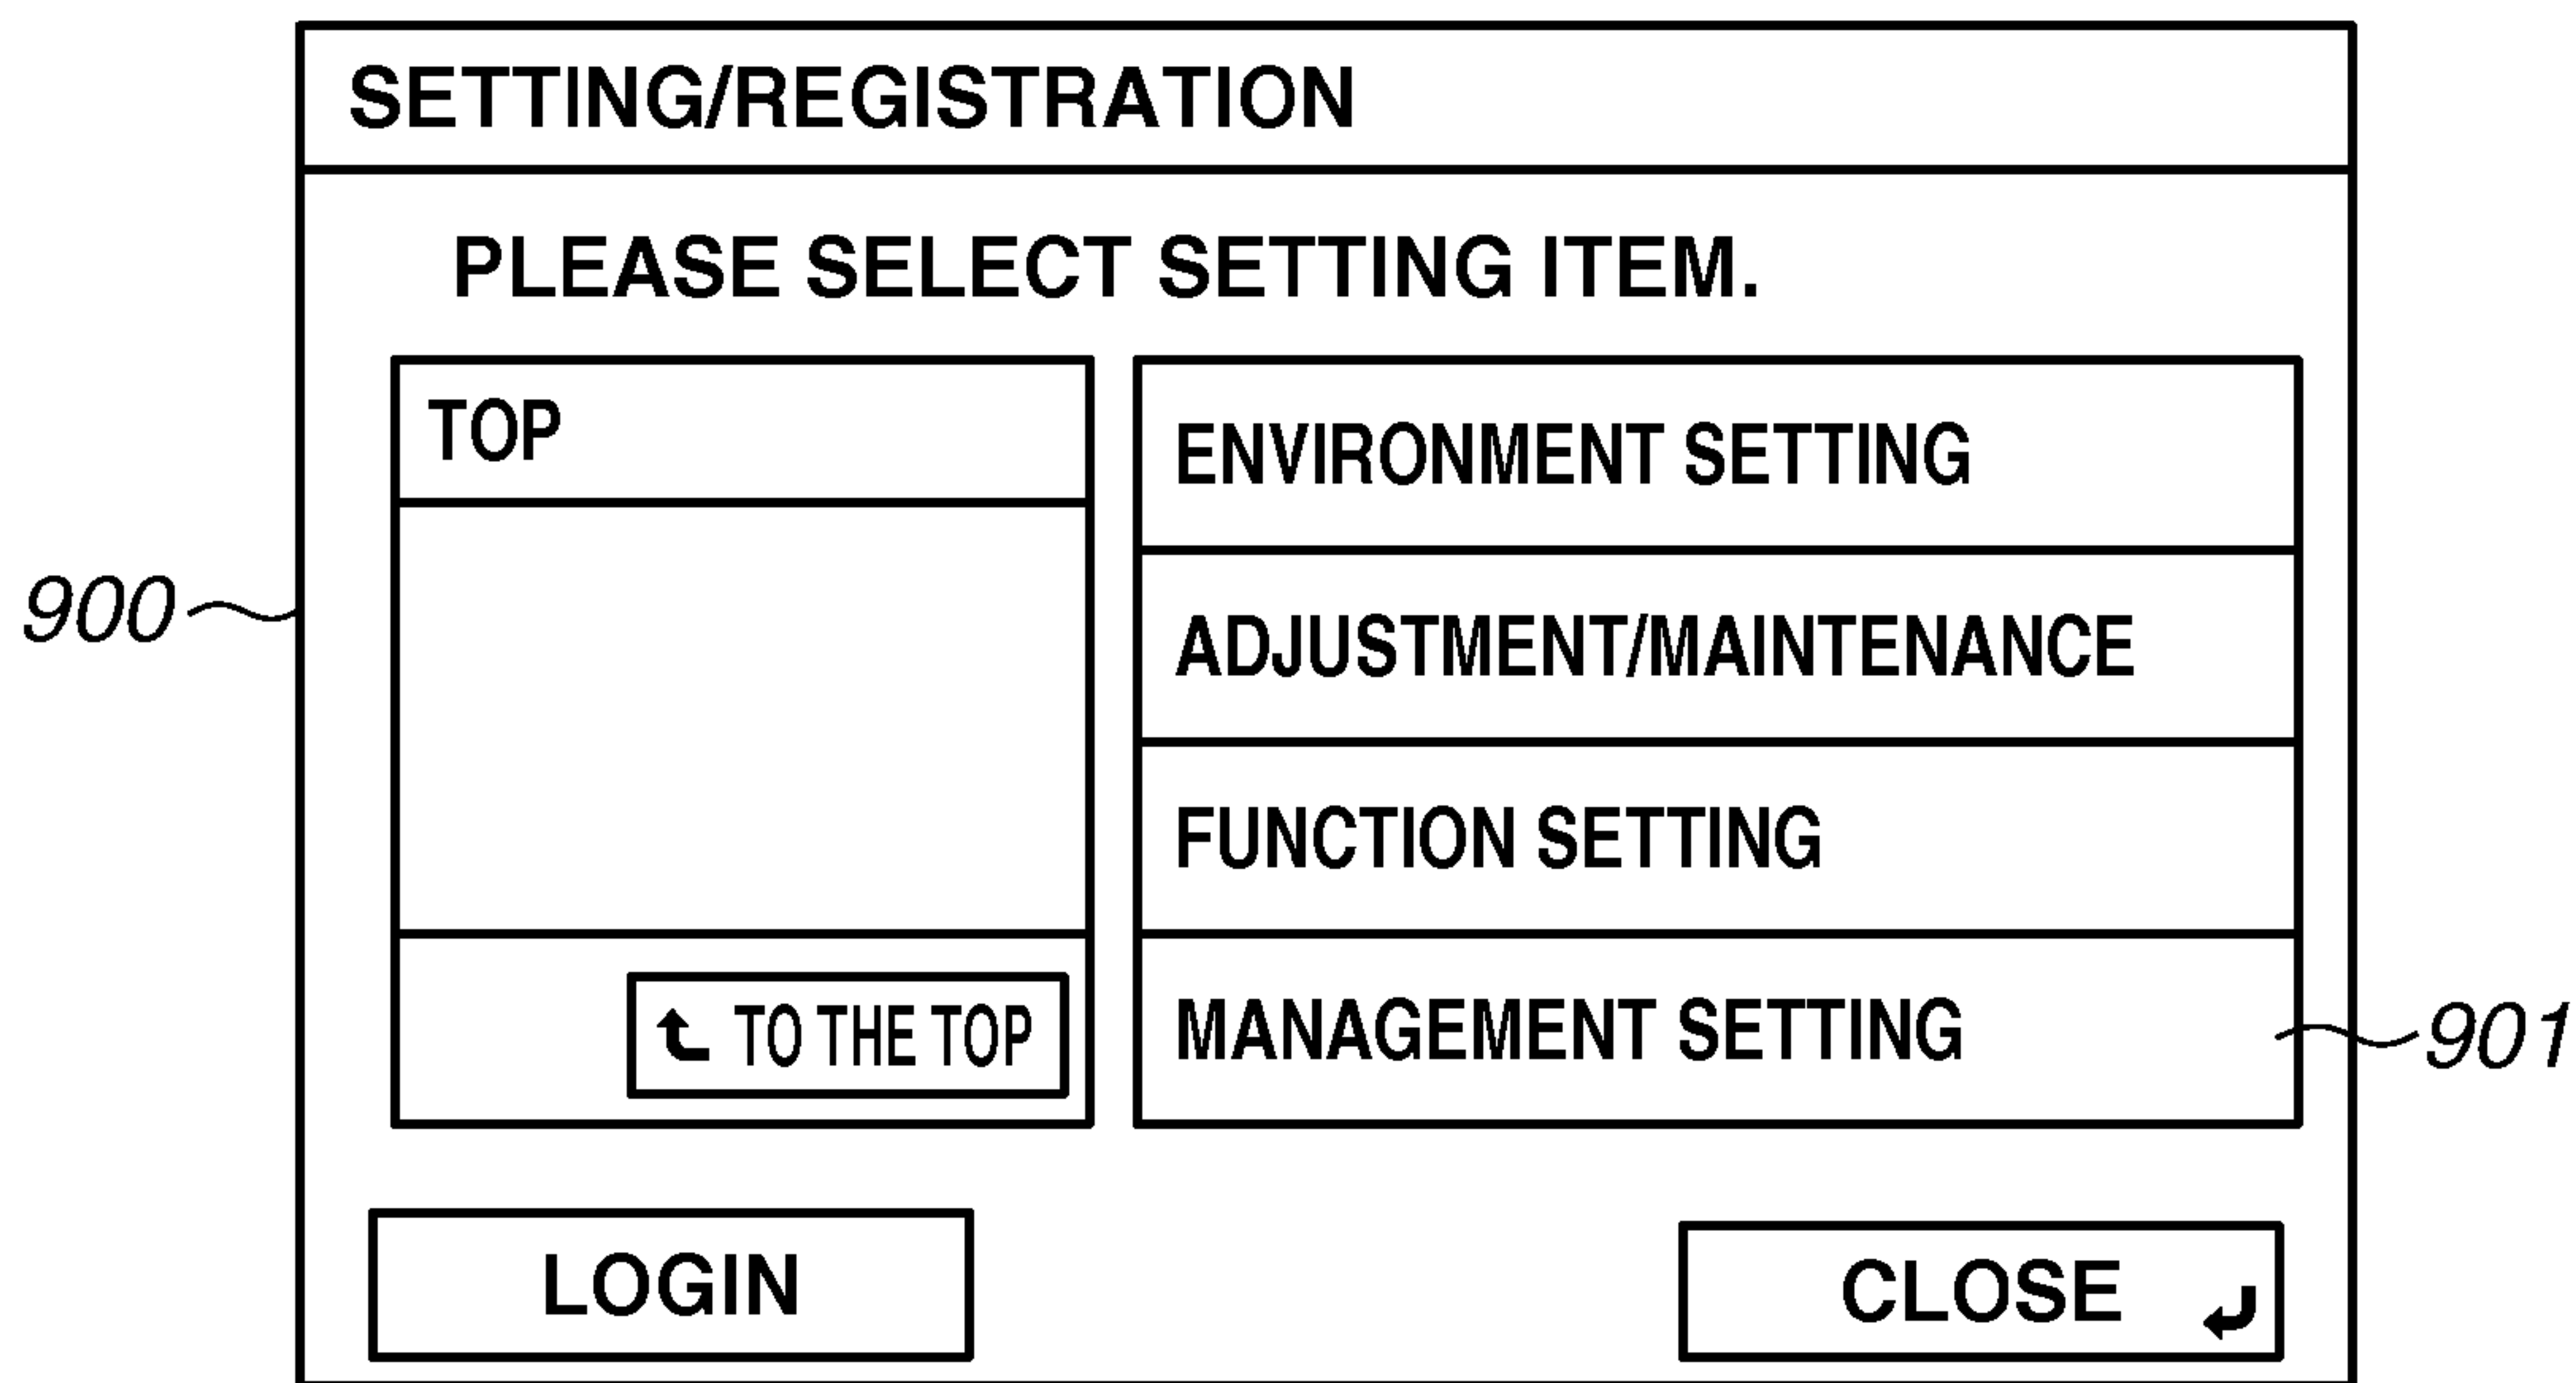 SETTING/REGISTRATION
PLEASE SELECT SETTING ITEM.
TOP
TO THE TOP
ENVIRONMENT SETTING
ADJUSTMENT/MAINTENANCE
FUNCTION SETTING
MANAGEMENT SETTING
900
901
LOGIN
CLOSE